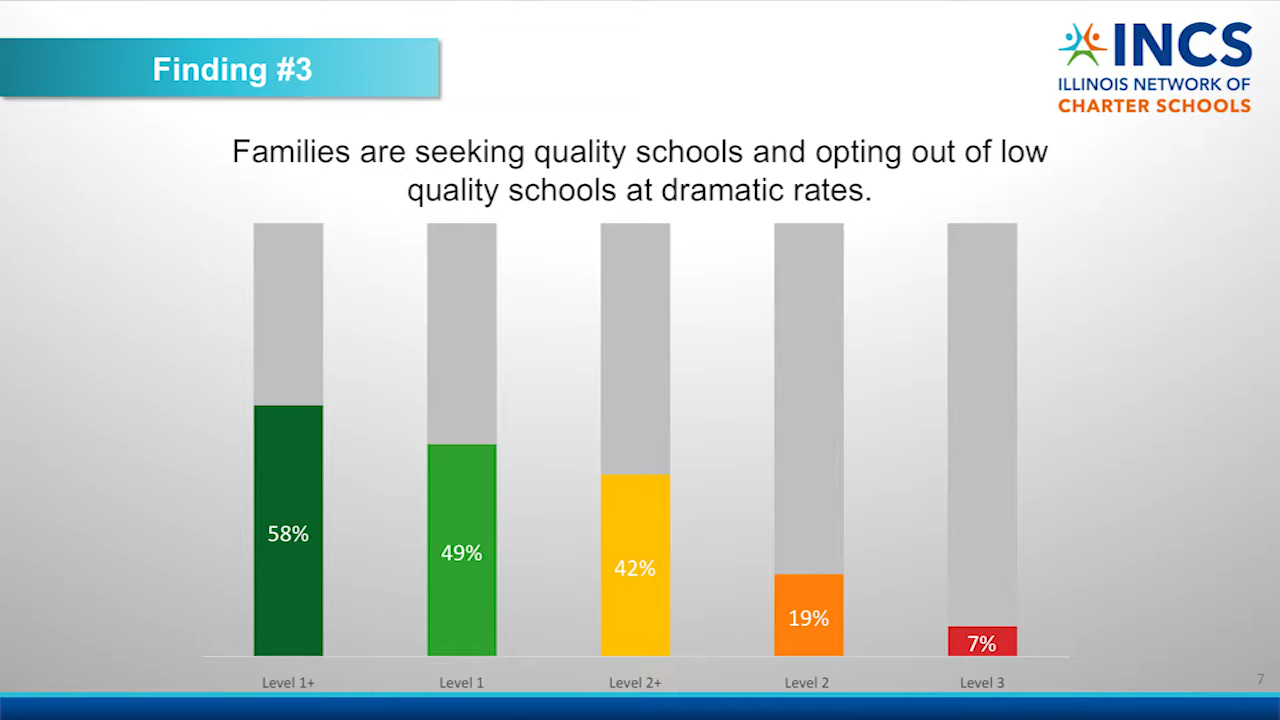 Finding #3
INCS
ILLINOIS NETWORK OF
CHARTER SCHOOLS
Families are seeking quality schools and opting out of low
quality schools at dramatic rates.
58%
49%
42%
19%
7%
Level 1+
Level 1
Level 2+
Level 2
Level 3
7